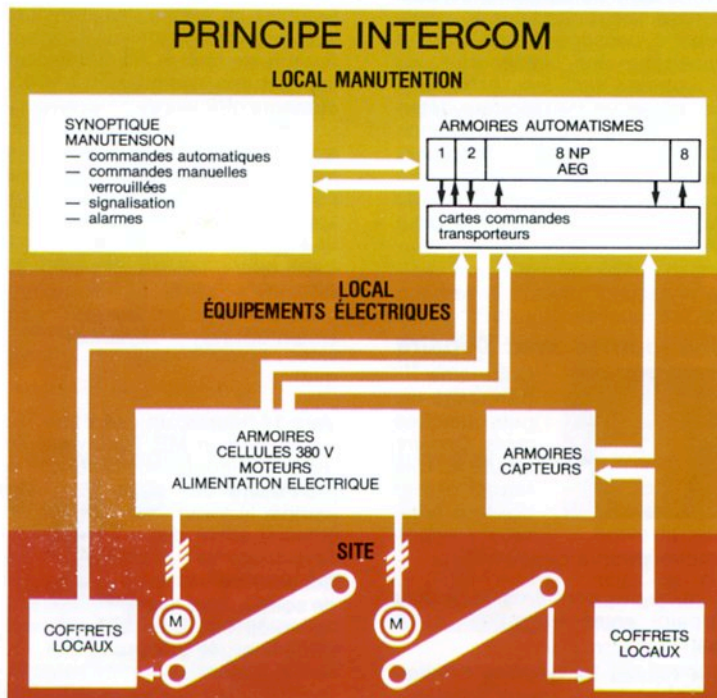 PRINCIPE INTERCOM
LOCAL MANUTENTION
SYNOPTIQUE
MANUTENSION
— commandes automatiques
— commandes manuelles
verrouillées
— signalisation
— alarmes
ARMOIRES AUTOMATISMES
1 2 8 NP 8
AEG
cartes commandes
transporteurs
LOCAL
ÉQUIPEMENTS ÉLECTRIQUES
ARMOIRES
CELLULES 380 V
MOTEURS
ALIMENTATION ELECTRIQUE
ARMOIRES
CAPTEURS
SITE
COFFRETS
LOCAUX
M
M
COFFRETS
LOCAUX